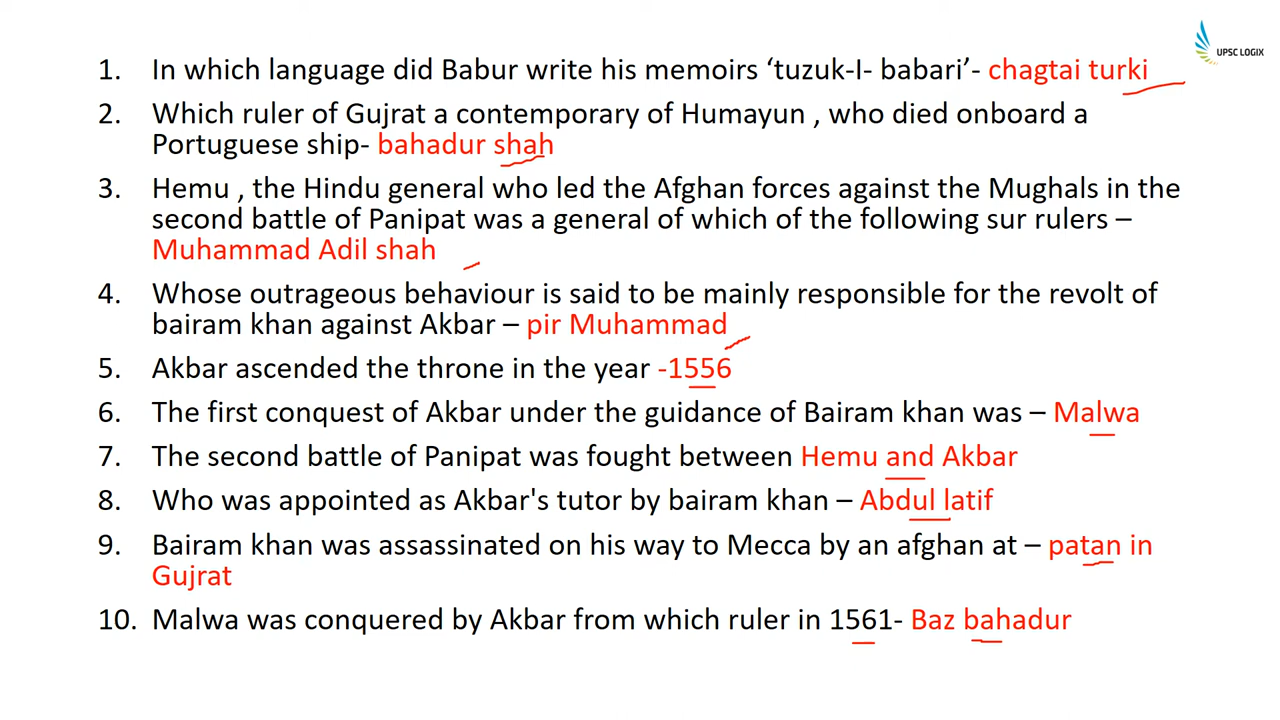 UPSC LOGIX
1. In which language did Babur write his memoirs ‘tuzuk-I- babari’- chagtai turki
2. Which ruler of Gujrat a contemporary of Humayun , who died onboard a
Portuguese ship- bahadur shah
3. Hemu , the Hindu general who led the Afghan forces against the Mughals in the
second battle of Panipat was a general of which of the following sur rulers –
Muhammad Adil shah
4. Whose outrageous behaviour is said to be mainly responsible for the revolt of
bairam khan against Akbar – pir Muhammad
5. Akbar ascended the throne in the year -1556
6. The first conquest of Akbar under the guidance of Bairam khan was – Malwa
7. The second battle of Panipat was fought between Hemu and Akbar
8. Who was appointed as Akbar's tutor by bairam khan – Abdul latif
9. Bairam khan was assassinated on his way to Mecca by an afghan at – patan in
Gujrat
10. Malwa was conquered by Akbar from which ruler in 1561- Baz bahadur